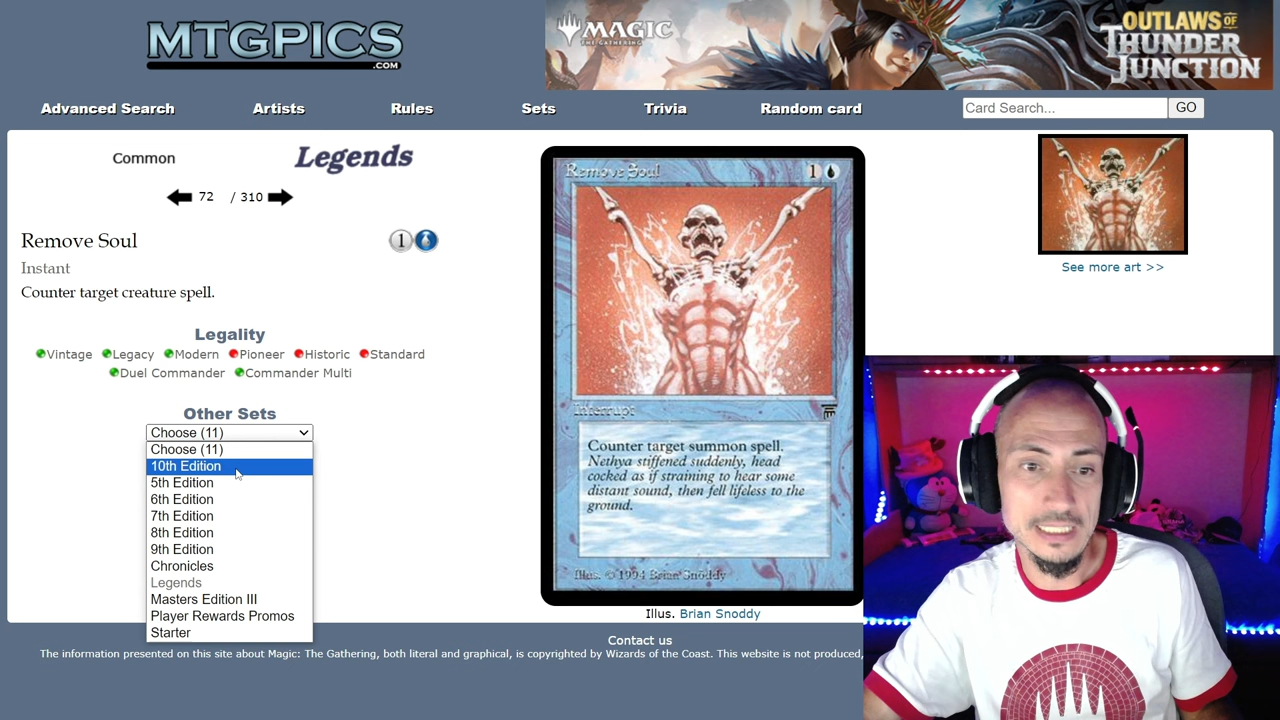 MTGPICS
.COM
MAGIC
THE GATHERING
OUTLAWS OF
THUNDER
JUNCTION
Advanced Search
Artists
Rules
Sets
Trivia
Random card
Card Search...
GO
Common
Legends
72 / 310
Remove Soul
1
Instant
Counter target creature spell.
Legality
Vintage Legacy Modern Pioneer Historic Standard
Duel Commander Commander Multi
Other Sets
Choose (11)
Choose (11)
10th Edition
5th Edition
6th Edition
7th Edition
8th Edition
9th Edition
Chronicles
Legends
Masters Edition III
Player Rewards Promos
Starter
Remove Soul
1
Interrupt
Counter target summon spell.
Nethya stiffened suddenly, head
cocked as if straining to hear some
distant sound, then fell lifeless to the
ground.
Illus. © 1994 Brian Snoddy
Illus. Brian Snoddy
See more art >>
Contact us
The information presented on this site about Magic: The Gathering, both literal and graphical, is copyrighted by Wizards of the Coast. This website is not produced,